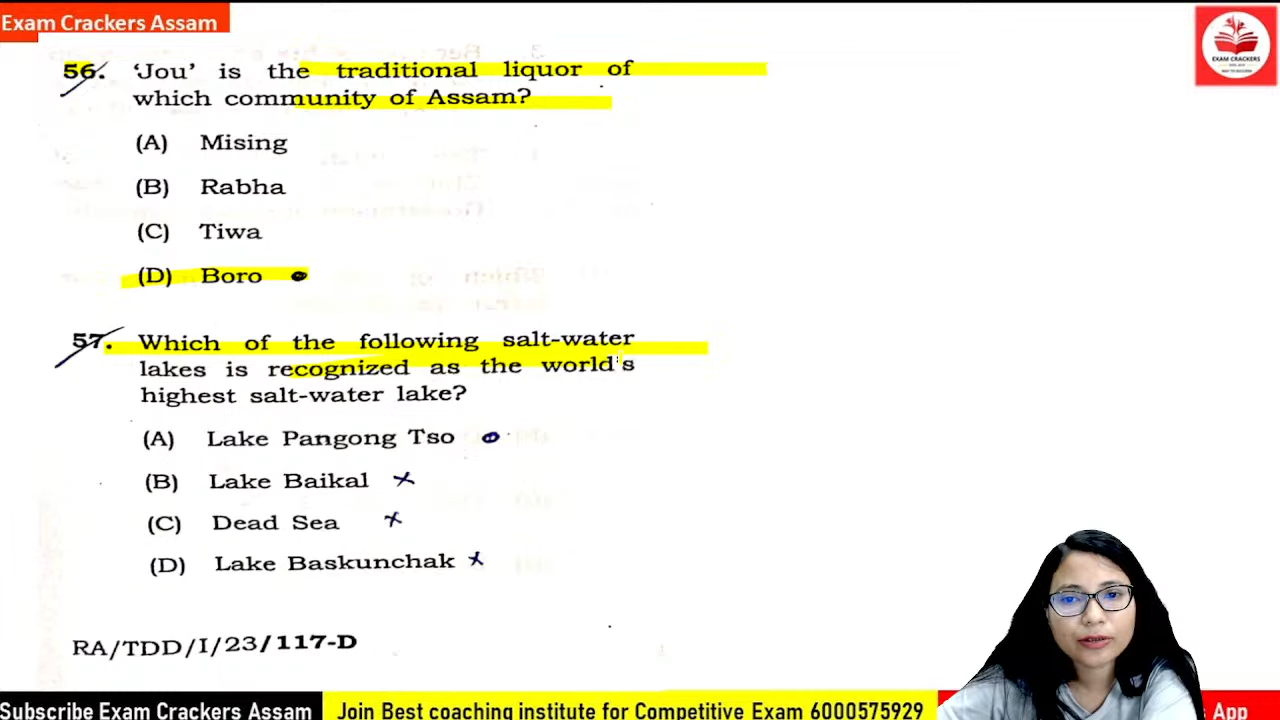 Exam Crackers Assam
EXAM CRACKERS
56. 'Jou' is the traditional liquor of
which community of Assam?
(A) Mising
(B) Rabha
(C) Tiwa
(D) Boro
57. Which of the following salt-water
lakes is recognized as the world's
highest salt-water lake?
(A) Lake Pangong Tso
(B) Lake Baikal
(C) Dead Sea
(D) Lake Baskunchak
RA/TDD/I/23/117-D
Subscribe Exam Crackers Assam
Join Best coaching institute for Competitive Exam 6000575929
s App